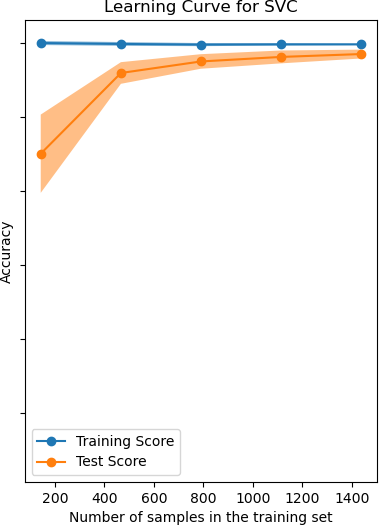 Learning Curve for SVC
Accuracy
Training Score
Test Score
200 400 600 800 1000 1200 1400
Number of samples in the training set